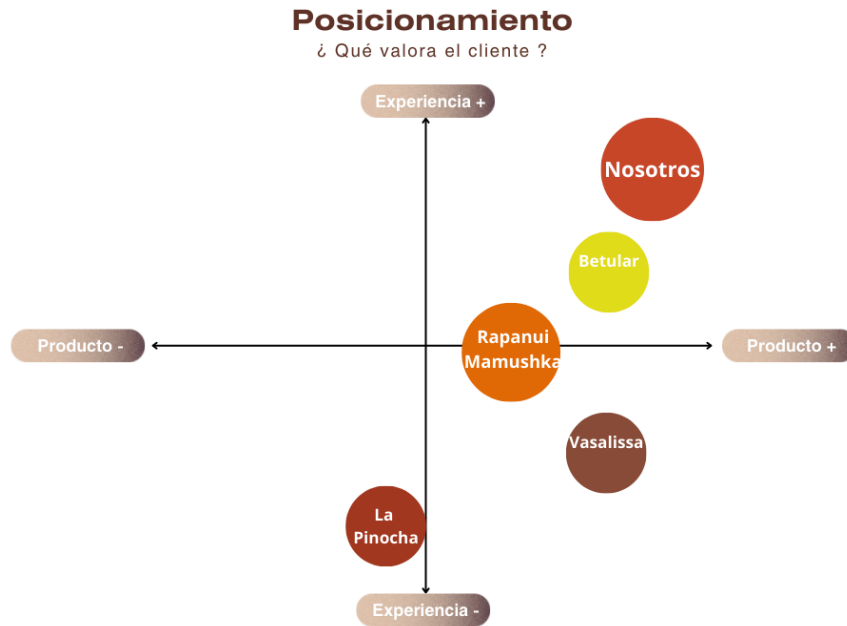 Posicionamiento
¿ Qué valora el cliente ?
Experiencia +
Nosotros
Betular
Rapanui
Mamushka
Producto -
Producto +
Vasalissa
La
Pinocha
Experiencia -